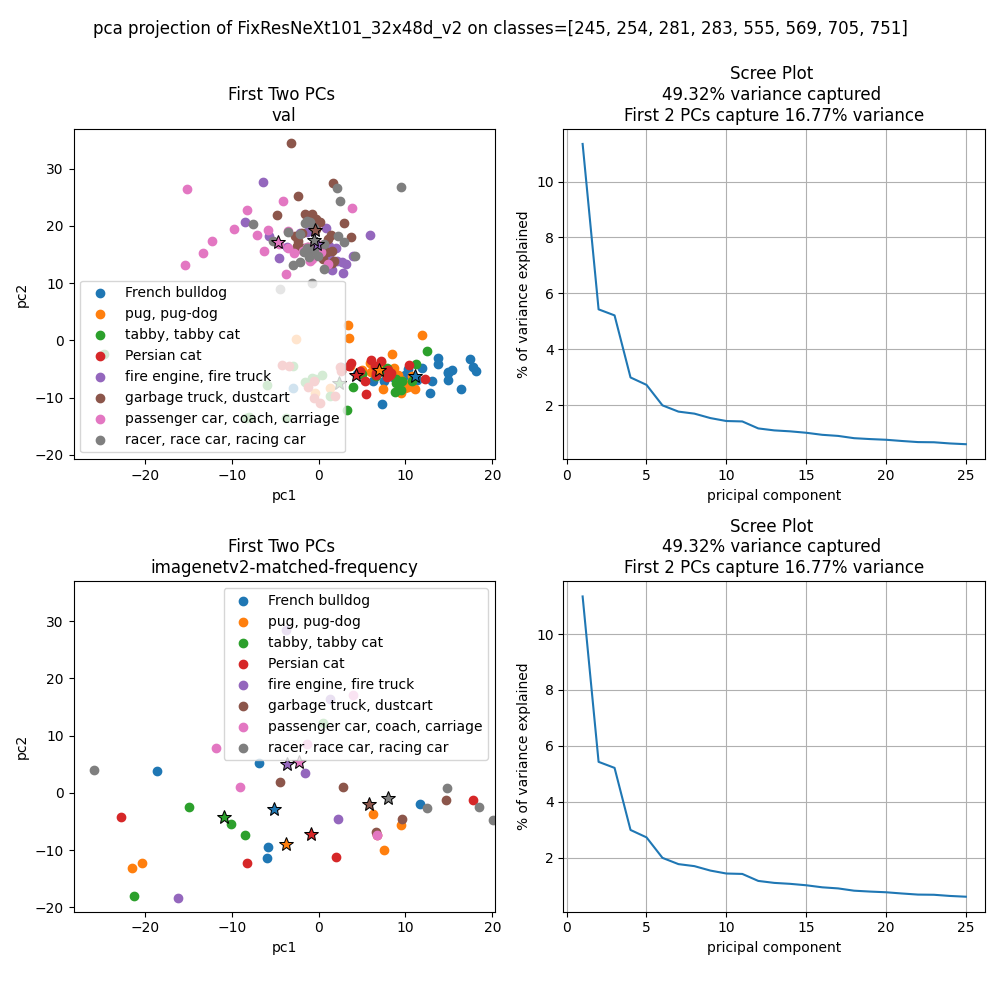 pca projection of FixResNeXt101_32x48d_v2 on classes=[245, 254, 281, 283, 555, 569, 705, 751]
First Two PCs
val
30
20
10
0
−10
−20
pc2
French bulldog
pug, pug-dog
tabby, tabby cat
Persian cat
fire engine, fire truck
garbage truck, dustcart
passenger car, coach, carriage
racer, race car, racing car
−20
−10
0
10
20
pc1
Scree Plot
49.32% variance captured
First 2 PCs capture 16.77% variance
10
8
6
4
2
% of variance explained
0
5
10
15
20
25
pricipal component
First Two PCs
imagenetv2-matched-frequency
30
20
10
0
−10
−20
pc2
French bulldog
pug, pug-dog
tabby, tabby cat
Persian cat
fire engine, fire truck
garbage truck, dustcart
passenger car, coach, carriage
racer, race car, racing car
−20
−10
0
10
20
pc1
Scree Plot
49.32% variance captured
First 2 PCs capture 16.77% variance
10
8
6
4
2
% of variance explained
0
5
10
15
20
25
pricipal component